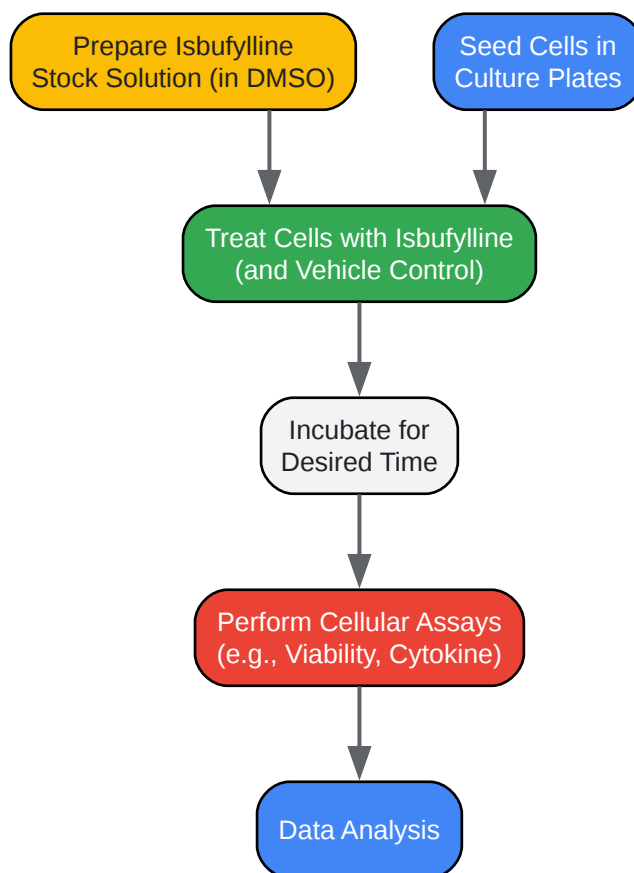 Prepare Isbufylline
Stock Solution (in DMSO)
Seed Cells in
Culture Plates
Treat Cells with Isbufylline
(and Vehicle Control)
Incubate for
Desired Time
Perform Cellular Assays
(e.g., Viability, Cytokine)
Data Analysis